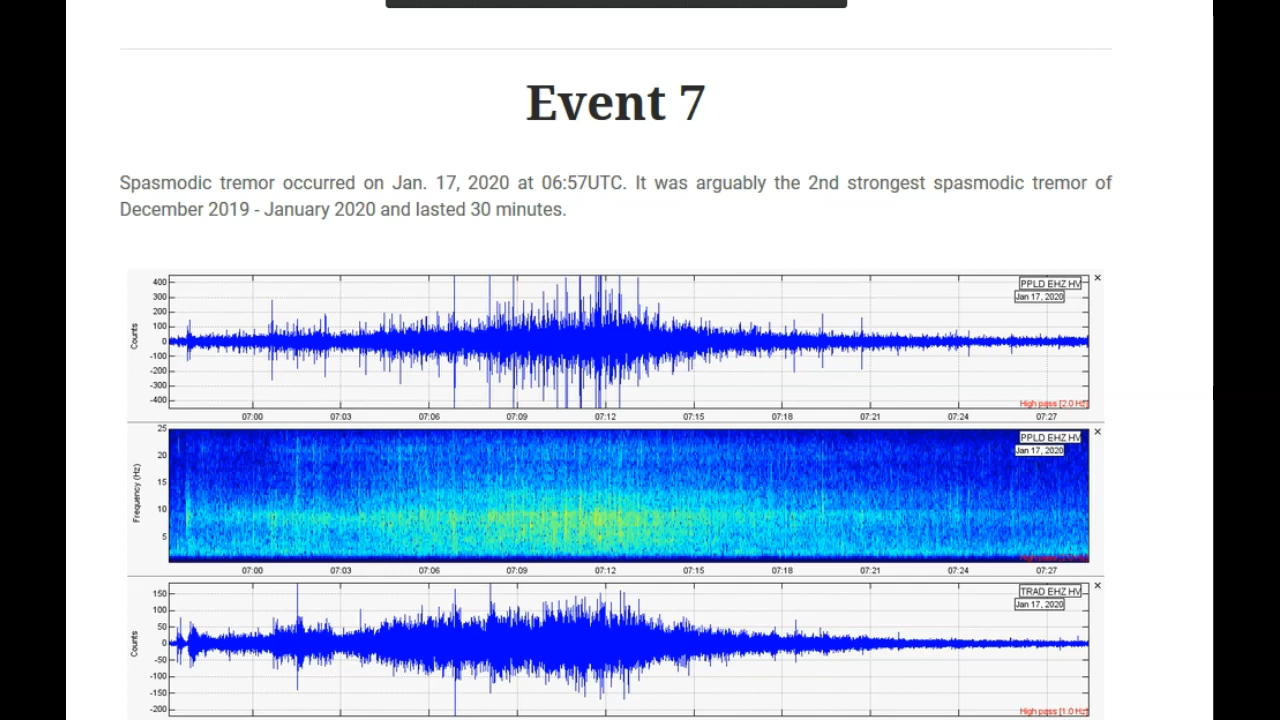 Event 7
Spasmodic tremor occurred on Jan. 17, 2020 at 06:57UTC. It was arguably the 2nd strongest spasmodic tremor of
December 2019 - January 2020 and lasted 30 minutes.
PPLD EHZ HV
Jan 17, 2020
Counts
400
300
200
100
0
-100
-200
-300
-400
High pass [2.0 Hz]
07:00 07:03 07:06 07:09 07:12 07:15 07:18 07:21 07:24 07:27
PPLD EHZ HV
Jan 17, 2020
Frequency (Hz)
25
20
15
10
5
07:00 07:03 07:06 07:09 07:12 07:15 07:18 07:21 07:24 07:27
TRAD EHZ HV
Jan 17, 2020
Counts
150
100
50
0
-50
-100
-150
-200
High pass [1.0 Hz]